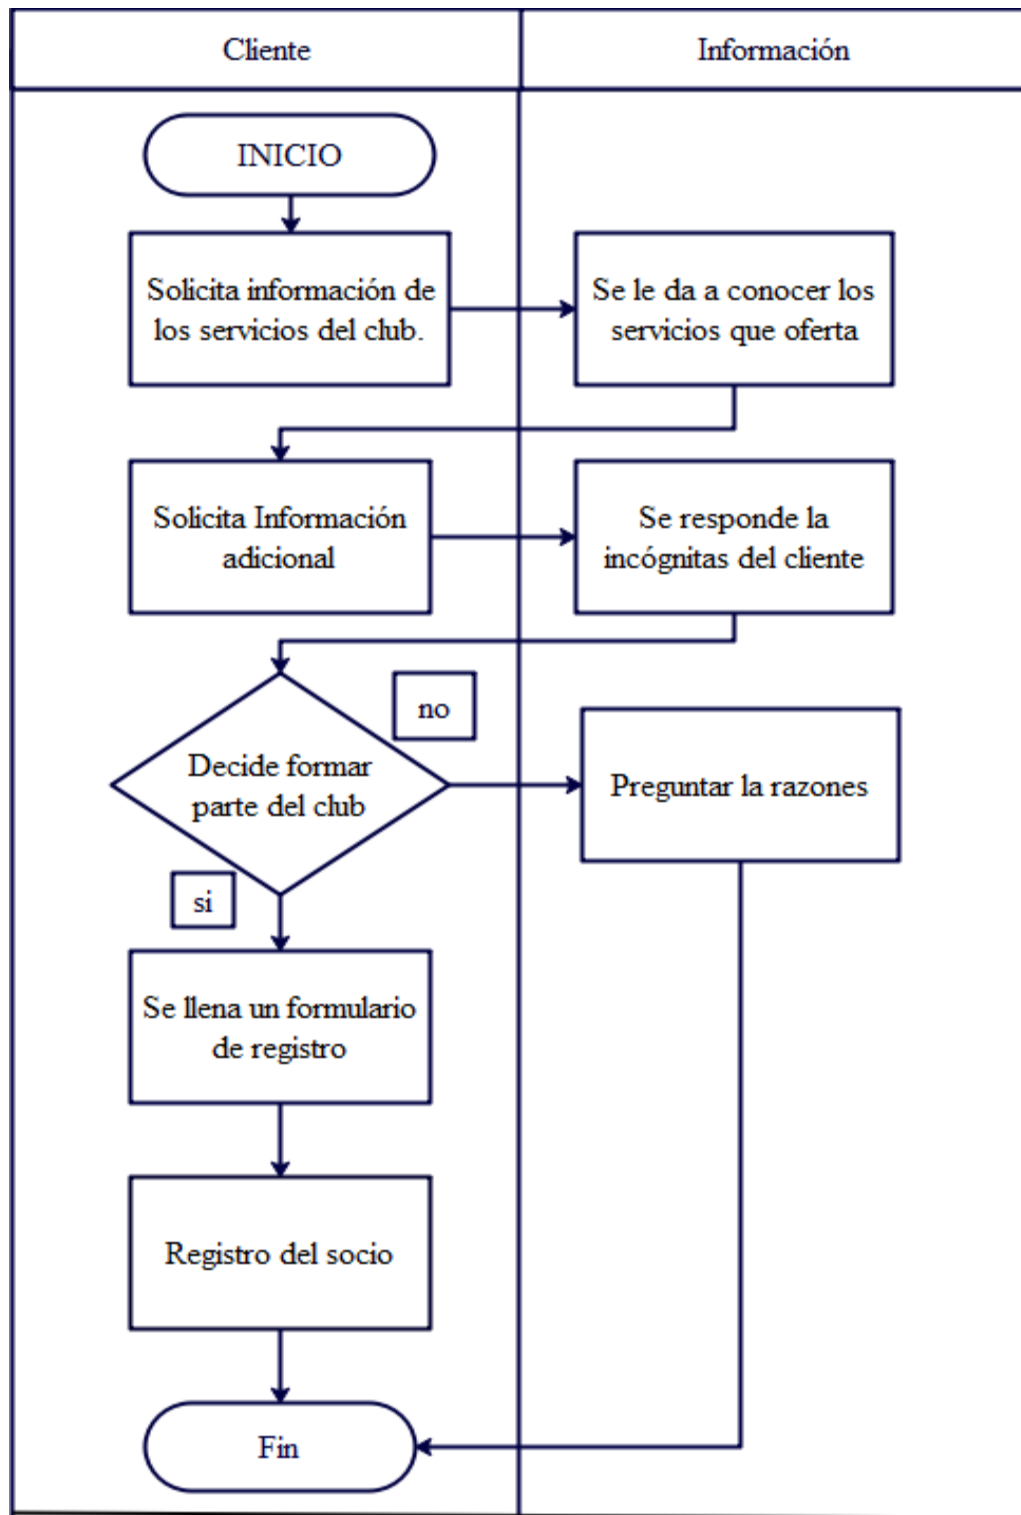 Cliente
Información
INICIO
Solicita información de
los servicios del club.
Se le da a conocer los
servicios que oferta
Solicita Información
adicional
Se responde la
incógnitas del cliente
no
Decide formar
parte del club
Preguntar la razones
si
Se llena un formulario
de registro
Registro del socio
Fin